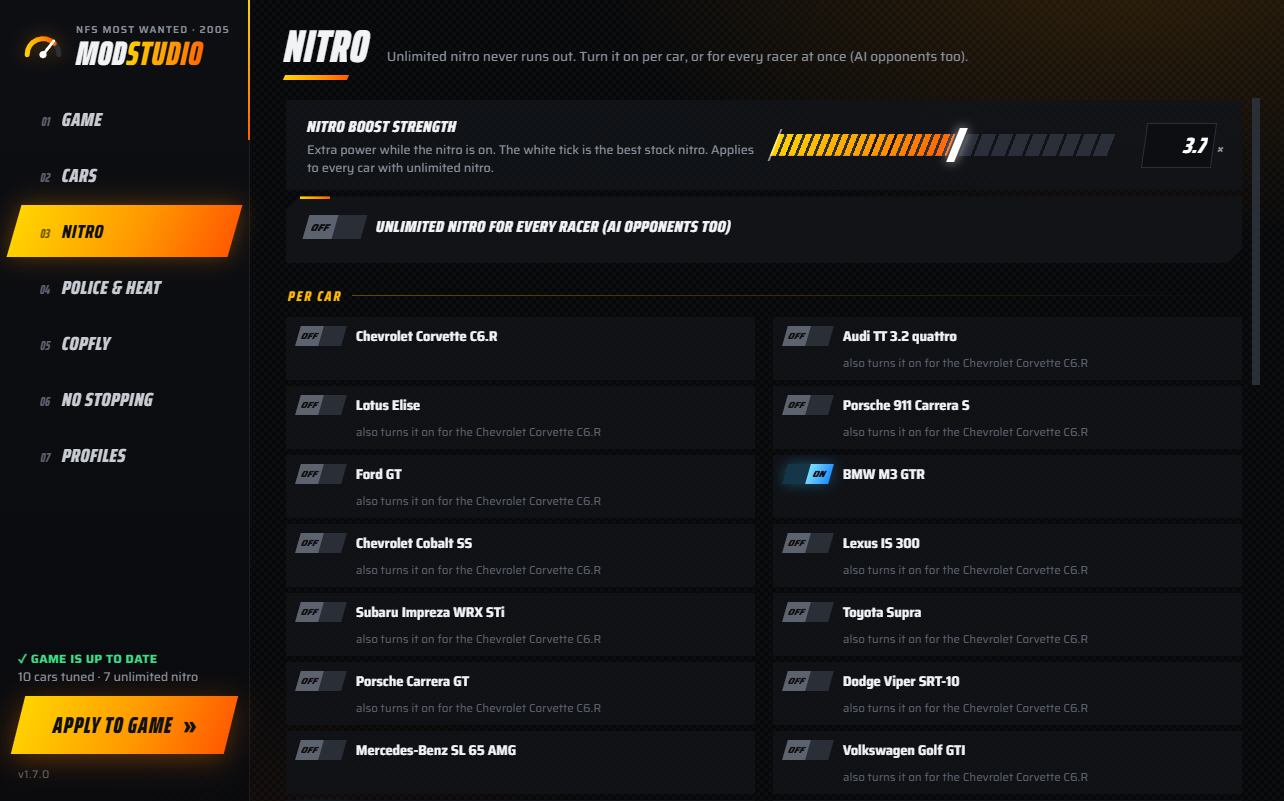 NFS MOST WANTED · 2005
MODSTUDIO
01 GAME
02 CARS
03 NITRO
04 POLICE & HEAT
05 COPFLY
06 NO STOPPING
07 PROFILES
✓ GAME IS UP TO DATE
10 cars tuned · 7 unlimited nitro
APPLY TO GAME »
v1.7.0
NITRO
Unlimited nitro never runs out. Turn it on per car, or for every racer at once (AI opponents too).
NITRO BOOST STRENGTH
Extra power while the nitro is on. The white tick is the best stock nitro. Applies
to every car with unlimited nitro.
3.7 ×
OFF UNLIMITED NITRO FOR EVERY RACER (AI OPPONENTS TOO)
PER CAR
OFF Chevrolet Corvette C6.R
OFF Audi TT 3.2 quattro
also turns it on for the Chevrolet Corvette C6.R
OFF Lotus Elise
also turns it on for the Chevrolet Corvette C6.R
OFF Porsche 911 Carrera S
also turns it on for the Chevrolet Corvette C6.R
OFF Ford GT
also turns it on for the Chevrolet Corvette C6.R
ON BMW M3 GTR
OFF Chevrolet Cobalt SS
also turns it on for the Chevrolet Corvette C6.R
OFF Lexus IS 300
also turns it on for the Chevrolet Corvette C6.R
OFF Subaru Impreza WRX STi
also turns it on for the Chevrolet Corvette C6.R
OFF Toyota Supra
also turns it on for the Chevrolet Corvette C6.R
OFF Porsche Carrera GT
also turns it on for the Chevrolet Corvette C6.R
OFF Dodge Viper SRT-10
also turns it on for the Chevrolet Corvette C6.R
OFF Mercedes-Benz SL 65 AMG
OFF Volkswagen Golf GTI
also turns it on for the Chevrolet Corvette C6.R